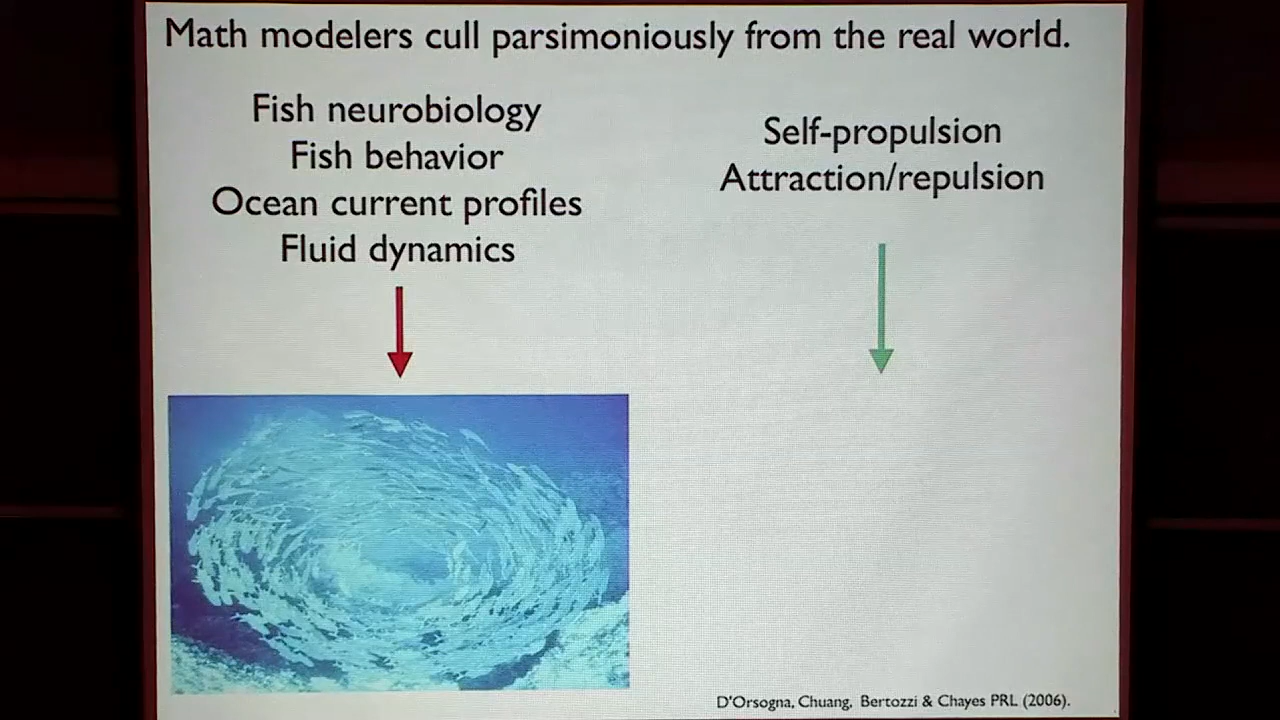 Math modelers cull parsimoniously from the real world.
Fish neurobiology
Fish behavior
Ocean current profiles
Fluid dynamics
Self-propulsion
Attraction/repulsion
D'Orsogna, Chuang, Bertozzi & Chayes PRL (2006).